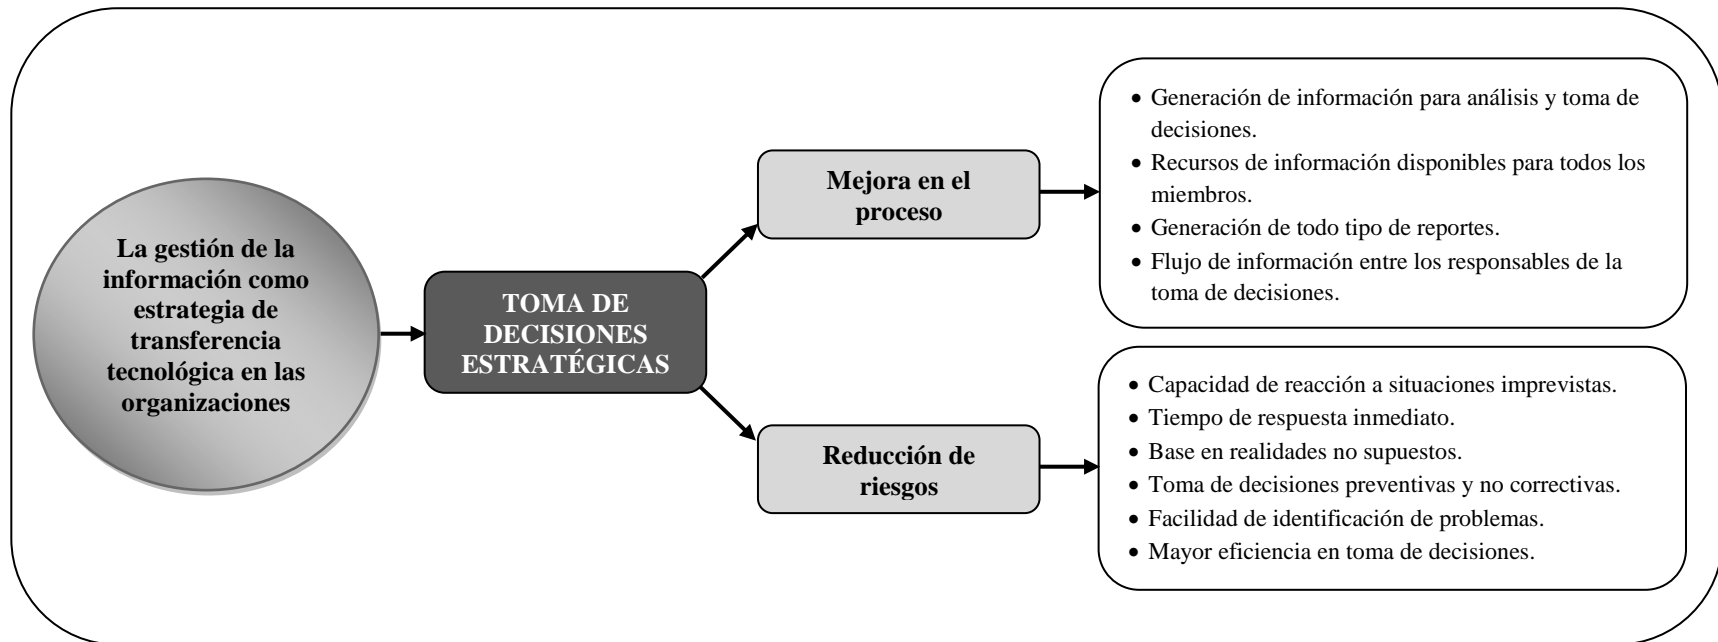 La gestión de la
información como
estrategia de
transferencia
tecnológica en las
organizaciones
TOMA DE
DECISIONES
ESTRATÉGICAS
Mejora en el
proceso
• Generación de información para análisis y toma de
decisiones.
• Recursos de información disponibles para todos los
miembros.
• Generación de todo tipo de reportes.
• Flujo de información entre los responsables de la
toma de decisiones.
Reducción de
riesgos
• Capacidad de reacción a situaciones imprevistas.
• Tiempo de respuesta inmediato.
• Base en realidades no supuestos.
• Toma de decisiones preventivas y no correctivas.
• Facilidad de identificación de problemas.
• Mayor eficiencia en toma de decisiones.